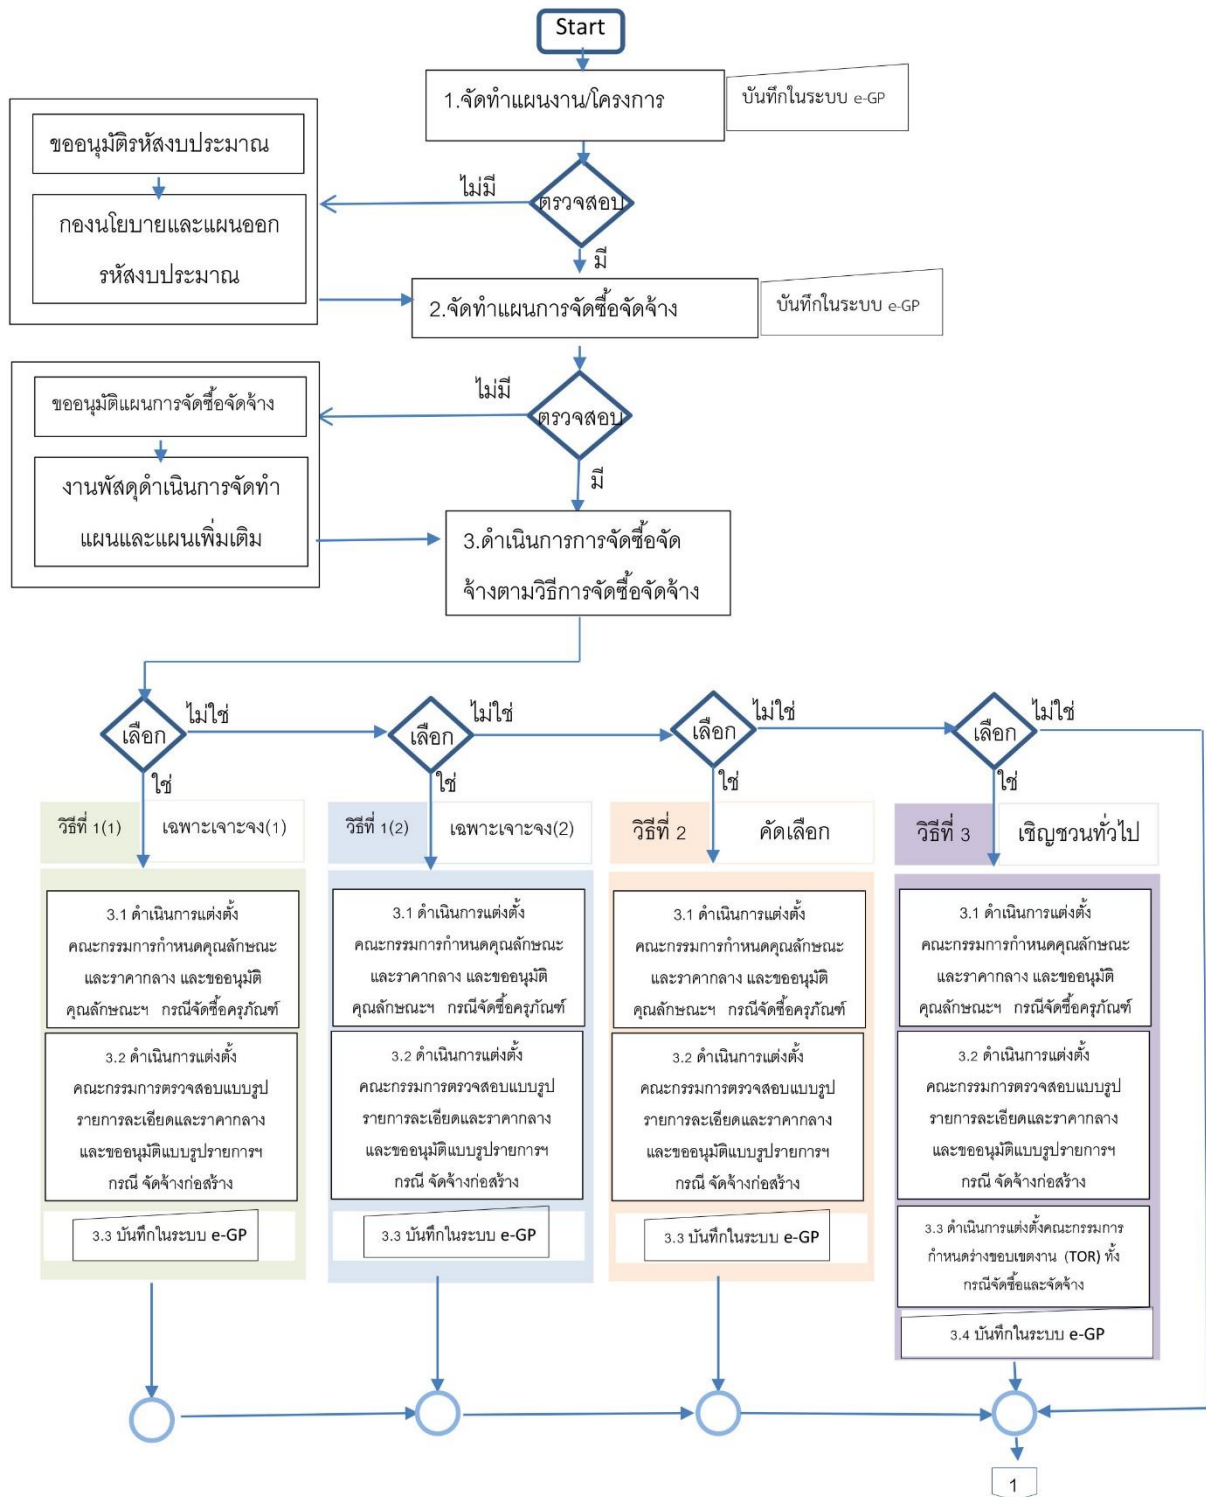 Start
1.จัดทำแผนงาน/โครงการ
บันทึกในระบบ e-GP
ขออนุมัติรหัสงบประมาณ
กองนโยบายและแผนออก
รหัสงบประมาณ
ไม่มี
ตรวจสอบ
มี
2.จัดทำแผนการจัดซื้อจัดจ้าง
บันทึกในระบบ e-GP
ขออนุมัติแผนการจัดซื้อจัดจ้าง
งานพัสดุดำเนินการจัดทำ
แผนและแผนเพิ่มเติม
ไม่มี
ตรวจสอบ
มี
3.ดำเนินการการจัดซื้อจัด
จ้างตามวิธีการจัดซื้อจัดจ้าง
เลือก
ไม่ใช่
ใช่
เลือก
ไม่ใช่
ใช่
เลือก
ไม่ใช่
ใช่
เลือก
ไม่ใช่
ใช่
วิธีที่ 1(1)
เฉพาะเจาะจง(1)
3.1 ดำเนินการแต่งตั้ง
คณะกรรมการกำหนดคุณลักษณะ
และราคากลาง และขออนุมัติ
คุณลักษณะฯ กรณีจัดซื้อครุภัณฑ์
3.2 ดำเนินการแต่งตั้ง
คณะกรรมการตรวจสอบแบบรูป
รายการละเอียดและราคากลาง
และขออนุมัติแบบรูปรายการฯ
กรณี จัดจ้างก่อสร้าง
3.3 บันทึกในระบบ e-GP
วิธีที่ 1(2)
เฉพาะเจาะจง(2)
3.1 ดำเนินการแต่งตั้ง
คณะกรรมการกำหนดคุณลักษณะ
และราคากลาง และขออนุมัติ
คุณลักษณะฯ กรณีจัดซื้อครุภัณฑ์
3.2 ดำเนินการแต่งตั้ง
คณะกรรมการตรวจสอบแบบรูป
รายการละเอียดและราคากลาง
และขออนุมัติแบบรูปรายการฯ
กรณี จัดจ้างก่อสร้าง
3.3 บันทึกในระบบ e-GP
วิธีที่ 2
คัดเลือก
3.1 ดำเนินการแต่งตั้ง
คณะกรรมการกำหนดคุณลักษณะ
และราคากลาง และขออนุมัติ
คุณลักษณะฯ กรณีจัดซื้อครุภัณฑ์
3.2 ดำเนินการแต่งตั้ง
คณะกรรมการตรวจสอบแบบรูป
รายการละเอียดและราคากลาง
และขออนุมัติแบบรูปรายการฯ
กรณี จัดจ้างก่อสร้าง
3.3 บันทึกในระบบ e-GP
วิธีที่ 3
เชิญชวนทั่วไป
3.1 ดำเนินการแต่งตั้ง
คณะกรรมการกำหนดคุณลักษณะ
และราคากลาง และขออนุมัติ
คุณลักษณะฯ กรณีจัดซื้อครุภัณฑ์
3.2 ดำเนินการแต่งตั้ง
คณะกรรมการตรวจสอบแบบรูป
รายการละเอียดและราคากลาง
และขออนุมัติแบบรูปรายการฯ
กรณี จัดจ้างก่อสร้าง
3.3 ดำเนินการแต่งตั้งคณะกรรมการ
กำหนดร่างขอบเขตงาน (TOR) ทั้ง
กรณีจัดซื้อและจัดจ้าง
3.4 บันทึกในระบบ e-GP
1